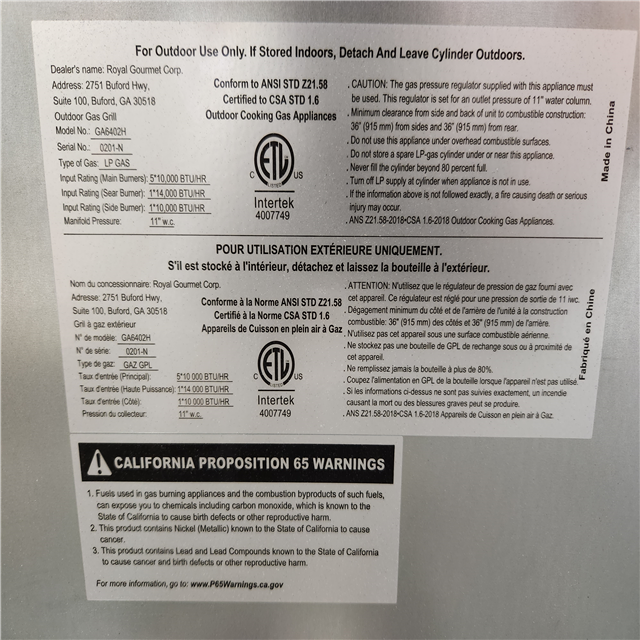 For Outdoor Use Only. If Stored Indoors, Detach And Leave Cylinder Outdoors.
Dealer's name: Royal Gourmet Corp.
Address: 2751 Buford Hwy,
Suite 100, Buford, GA 30518
Outdoor Gas Grill
Model No.: GA6402H
Serial No.: 0201-N
Type of Gas: LP GAS
Input Rating (Main Burners): 5*10,000 BTU/HR
Input Rating (Sear Burner): 1*14,000 BTU/HR
Input Rating (Side Burner): 1*10,000 BTU/HR
Manifold Pressure: 11" w.c.
Conform to ANSI STD Z21.58
Certified to CSA STD 1.6
Outdoor Cooking Gas Appliances
C ETL US
LISTED
Intertek
4007749
. CAUTION: The gas pressure regulator supplied with this appliance must
be used. This regulator is set for an outlet pressure of 11" water column.
. Minimum clearance from side and back of unit to combustible construction:
36" (915 mm) from sides and 36" (915 mm) from rear.
. Do not use this appliance under overhead combustible surfaces.
. Do not store a spare LP-gas cylinder under or near this appliance.
. Never fill the cylinder beyond 80 percent full.
. Turn off LP supply at cylinder when appliance is not in use.
. If the information above is not followed exactly, a fire causing death or serious
injury may occur.
. ANS Z21.58-2018•CSA 1.6-2018 Outdoor Cooking Gas Appliances.
Made in China
POUR UTILISATION EXTÉRIEURE UNIQUEMENT.
S'il est stocké à l'intérieur, détachez et laissez la bouteille à l'extérieur.
Nom du concessionnaire: Royal Gourmet Corp.
Adresse: 2751 Buford Hwy,
Suite 100, Buford, GA 30518
Gril à gaz extérieur
N° de modèle: GA6402H
N° de série: 0201-N
Type de gaz: GAZ GPL
Taux d'entrée (Principal): 5*10 000 BTU/HR
Taux d'entrée (Haute Puissance): 1*14 000 BTU/HR
Taux d'entrée (Côté): 1*10 000 BTU/HR
Pression du collecteur: 11" w.c.
Conforme à la Norme ANSI STD Z21.58
Certifié à la Norme CSA STD 1.6
Appareils de Cuisson en plein air à Gaz
C ETL US
LISTED
Intertek
4007749
. ATTENTION: N'utilisez que le régulateur de pression de gaz fourni avec
cet appareil. Ce régulateur est réglé pour une pression de sortie de 11 iwc.
. Dégagement minimum du côté et de l'arrière de l'unité à la construction
combustible: 36" (915 mm) des côtés et 36" (915 mm) de l'arrière.
. N'utilisez pas cet appareil sous une surface combustible aérienne.
. Ne stockez pas une bouteille de GPL de rechange sous ou à proximité de
cet appareil.
. Ne remplissez jamais la bouteille à plus de 80%.
. Coupez l'alimentation en GPL de la bouteille lorsque l'appareil n'est pas utilisé.
. Si les informations ci-dessus ne sont pas suivies exactement, un incendie
causant la mort ou des blessures graves peut se produire.
. ANS Z21.58-2018•CSA 1.6-2018 Appareils de Cuisson en plein air à Gaz.
Fabriqué en Chine
CALIFORNIA PROPOSITION 65 WARNINGS
1. Fuels used in gas burning appliances and the combustion byproducts of such fuels,
can expose you to chemicals including carbon monoxide, which is known to the
State of California to cause birth defects or other reproductive harm.
2. This product contains Nickel (Metallic) known to the State of California to cause
cancer.
3. This product contains Lead and Lead Compounds known to the State of California
to cause cancer and birth defects or other reproductive harm.
For more information, go to: www.P65Warnings.ca.gov